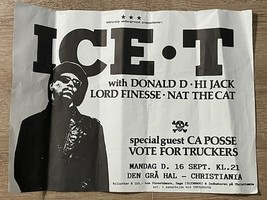 ICE·T
with DONALD D · HI JACK
LORD FINESSE · NAT THE CAT
special guest CA POSSE
VOTE FOR TRUCKERS
MANDAG D. 16 SEPT. KL.21
DEN GRÅ HAL - CHRISTIANIA